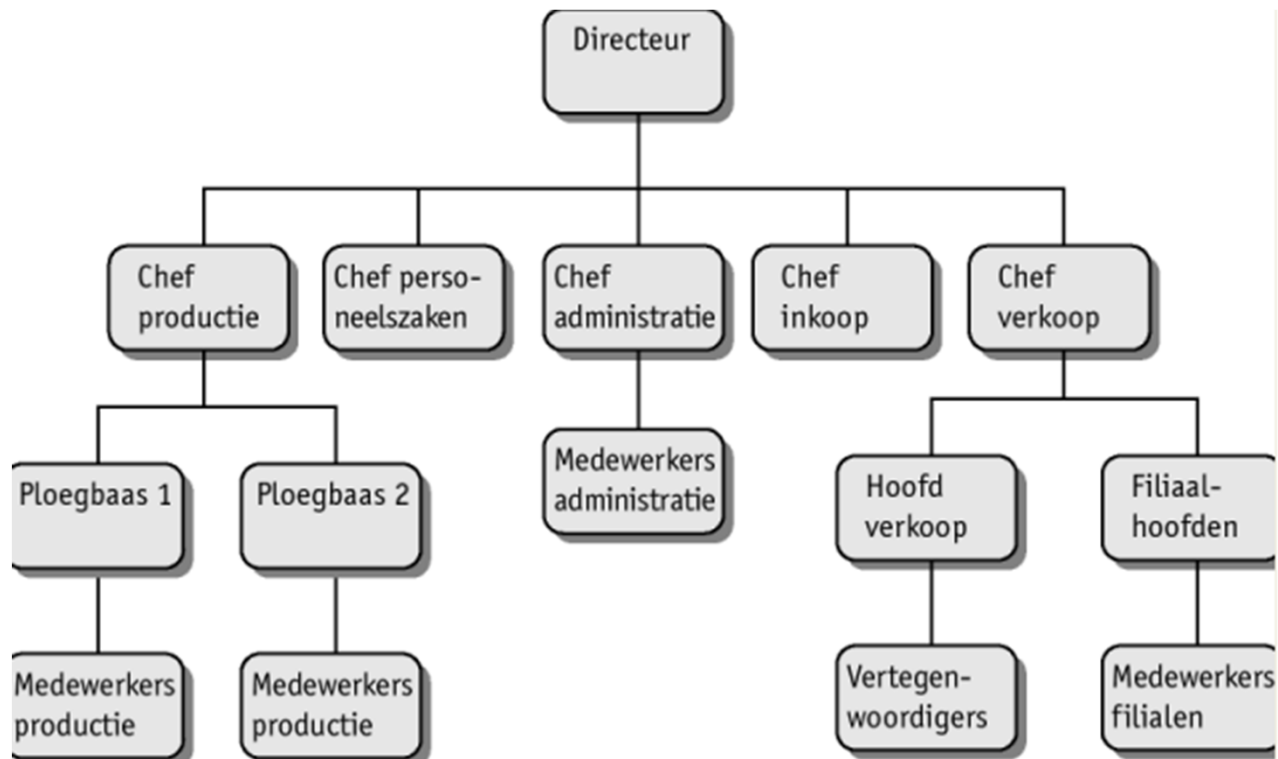 Directeur
Chef
productie
Chef perso-
neelszaken
Chef
administratie
Chef
inkoop
Chef
verkoop
Ploegbaas 1
Ploegbaas 2
Medewerkers
administratie
Hoofd
verkoop
Filiaal-
hoofden
Medewerkers
productie
Medewerkers
productie
Vertegen-
woordigers
Medewerkers
filialen